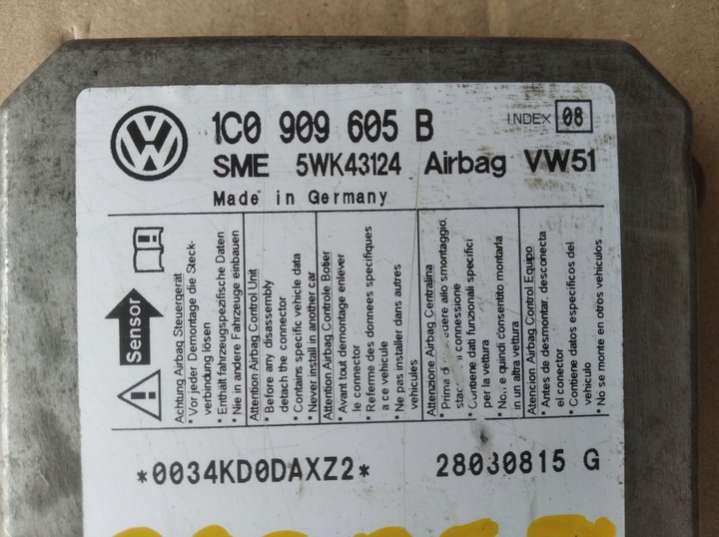 1C0 909 605 B
INDEX 08
SME 5WK43124 Airbag VW51
Made in Germany
Sensor
Achtung Airbag Steuergerät
* Vor jeder Demontage die Steck-
verbindung lösen
* Enthält fahrzeugspezifische Daten
* Nie in andere Fahrzeuge einbauen
Attention Airbag Control Unit
* Before any disassembly
detach the connector
* Contains specific vehicle data
* Never install in another car
Attention Airbag Controle Boitier
* Avant tout demontage enlever
le connector
* Referme des donnees specifiques
a ce vehicule
* Ne pas installer dans autres
vehicules
Attenzione Airbag Centralina
* Prima di allo smontaggio,
connessione
* Contiene dati funzionali specifici
per la vettura
* e quindi consentito montarla
in un altra vettura
Atencion Airbag Control Equipo
* Antes de desmontar, desconecta
el conector
* Contiene datos especificos del
vehiculo
* No se monte en otros vehiculos
*0034KD0DAXZ2*
28030815 G